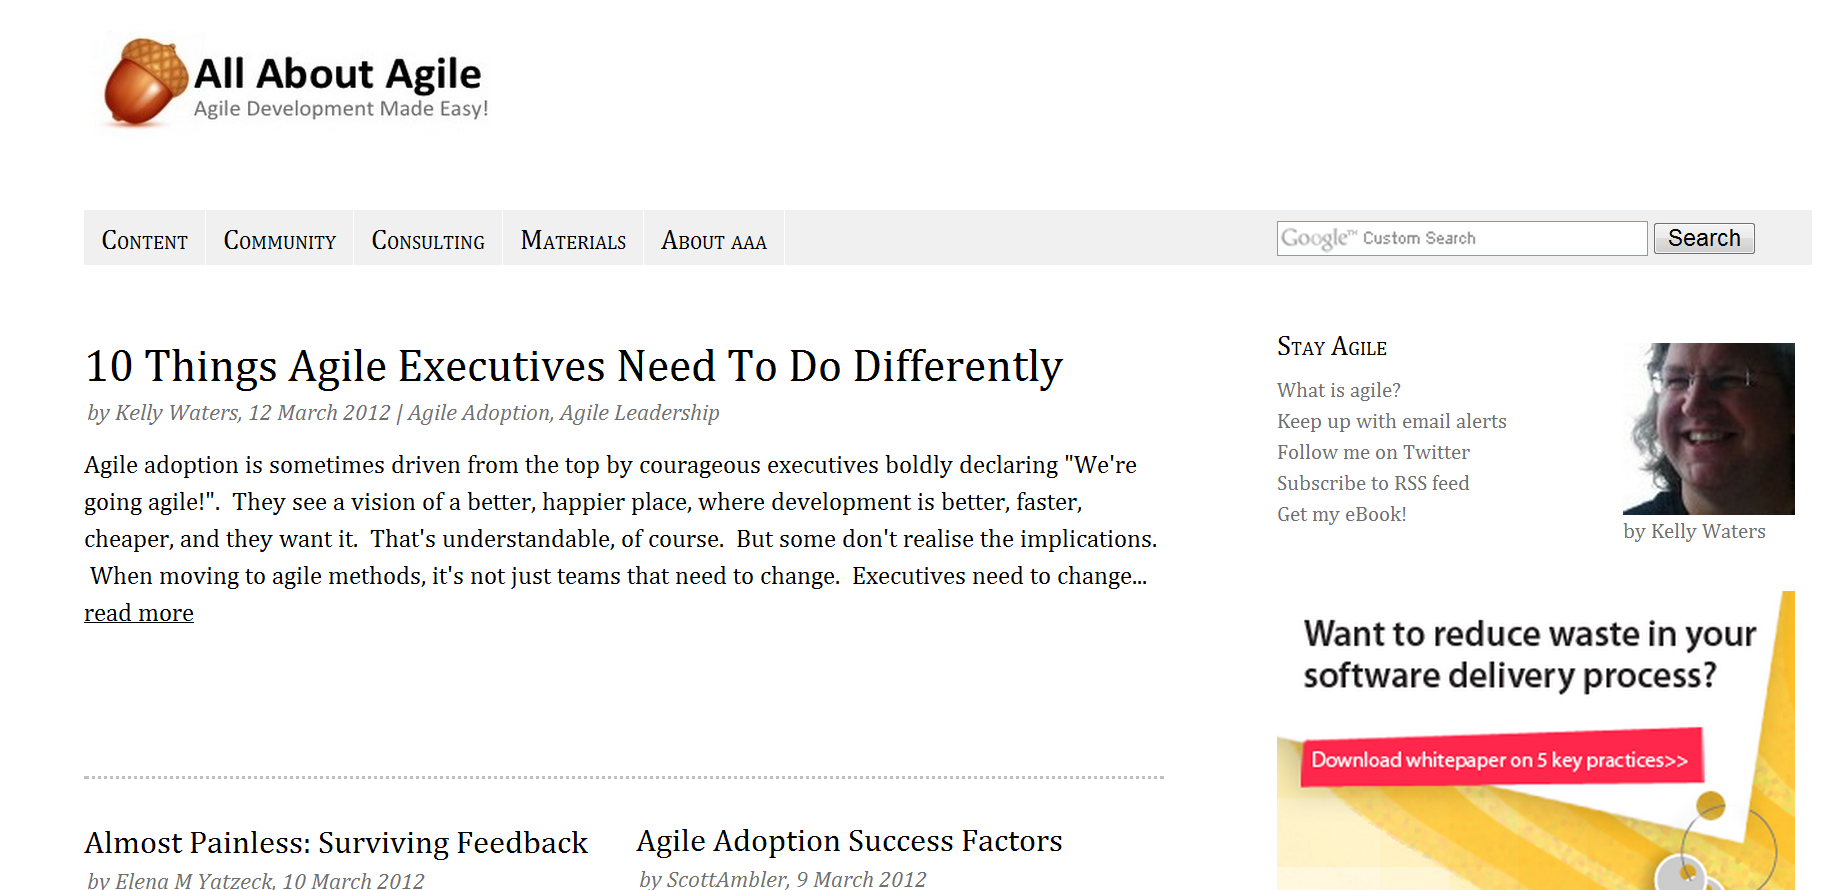 All About Agile
Agile Development Made Easy!
Content Community Consulting Materials About aaa
Google™ Custom Search
Search
10 Things Agile Executives Need To Do Differently
by Kelly Waters, 12 March 2012 | Agile Adoption, Agile Leadership
Agile adoption is sometimes driven from the top by courageous executives boldly declaring "We're
going agile!".  They see a vision of a better, happier place, where development is better, faster,
cheaper, and they want it.  That's understandable, of course.  But some don't realise the implications.
When moving to agile methods, it's not just teams that need to change.  Executives need to change...
read more
Almost Painless: Surviving Feedback
by Elena M Yatzeck, 10 March 2012
Agile Adoption Success Factors
by ScottAmbler, 9 March 2012
Stay Agile
What is agile?
Keep up with email alerts
Follow me on Twitter
Subscribe to RSS feed
Get my eBook!
by Kelly Waters
Want to reduce waste in your
software delivery process?
Download whitepaper on 5 key practices>>